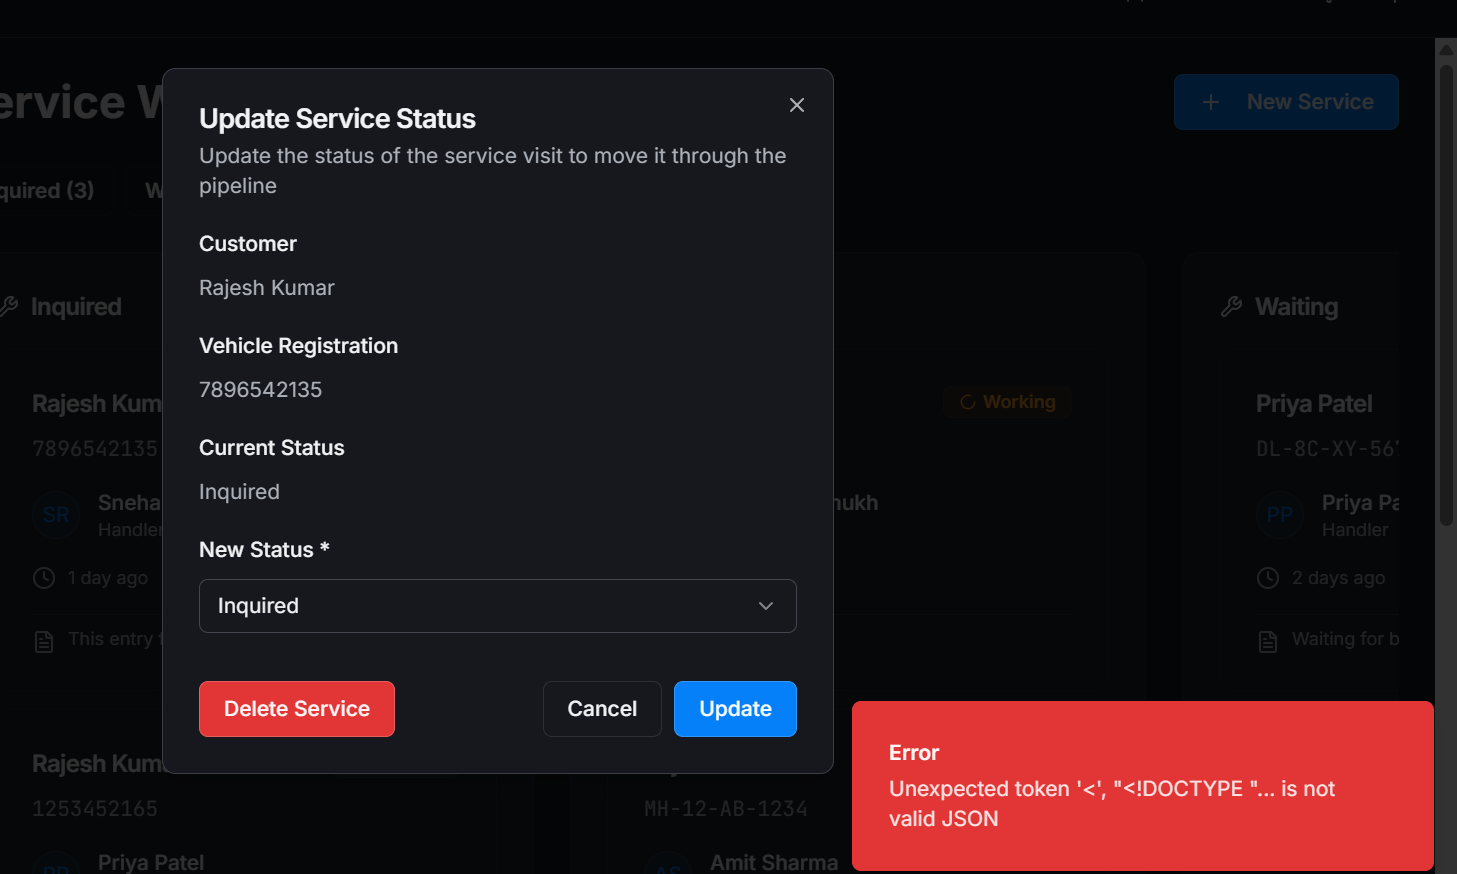 ervice W
New Service
quired (3)
W
Update Service Status
Update the status of the service visit to move it through the
pipeline
Customer
Rajesh Kumar
Vehicle Registration
7896542135
Current Status
Inquired
New Status *
Inquired
Delete Service
Cancel
Update
Inquired
Rajesh Kum
7896542135
SR
Sneha
Handler
1 day ago
This entry f
Working
mukh
Waiting
Priya Patel
DL-8C-XY-567
PP
Priya Pa
Handler
2 days ago
Waiting for b
Rajesh Kum
1253452165
PP
Priya Patel
MH-12-AB-1234
AS
Amit Sharma
Error
Unexpected token '<', "<!DOCTYPE "... is not
valid JSON